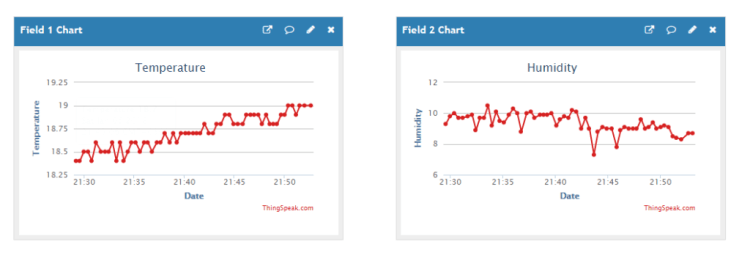 Field 1 Chart
Temperature
19.25
19
18.75
18.5
18.25
Temperature
21:30 21:35 21:40 21:45 21:50
Date
ThingSpeak.com
Field 2 Chart
Humidity
12
10
8
6
Humidity
21:30 21:35 21:40 21:45 21:50
Date
ThingSpeak.com